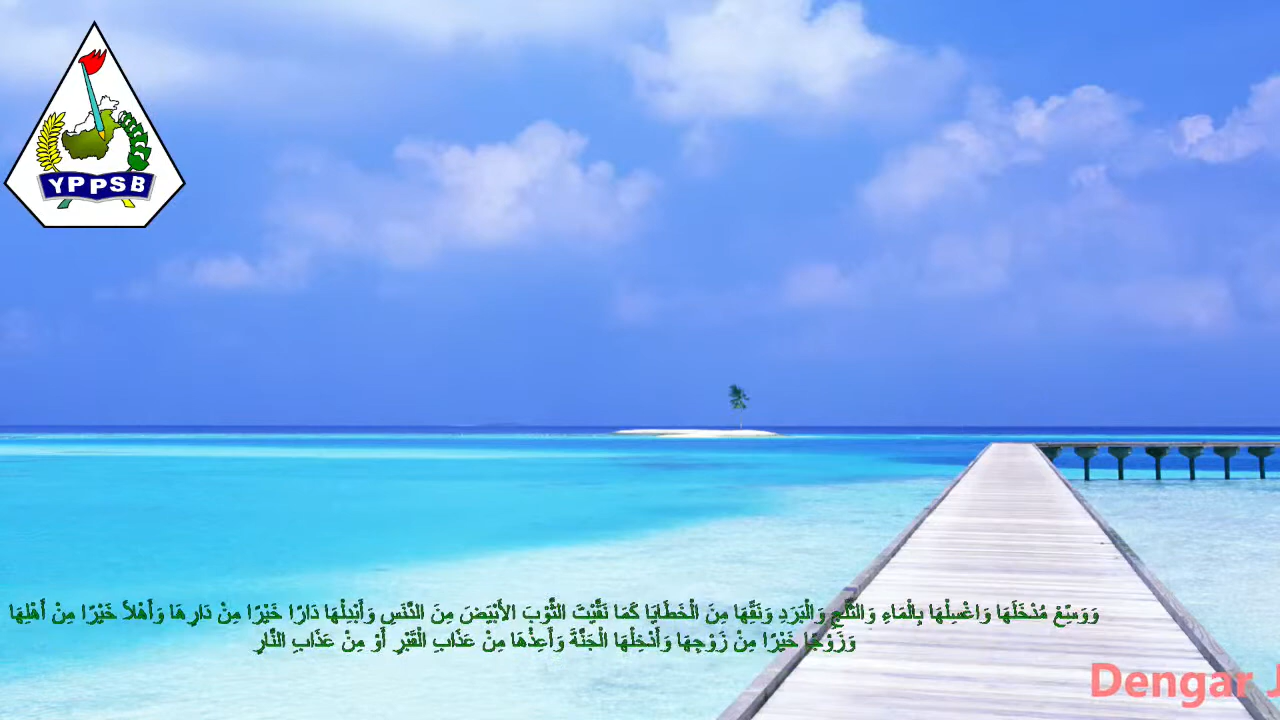 YPPSB
وَوَسِّعْ مُدْخَلَهَا وَاغْسِلْهَا بِالْمَاءِ وَالثَّلْجِ وَالْبَرَدِ وَنَقِّهَا مِنَ الْخَطَايَا كَمَا نَقَّيْتَ الثَّوْبَ الأَبْيَضَ مِنَ الدَّنَسِ وَأَبْدِلْهَا دَارًا خَيْرًا مِنْ دَارِهَا وَأَهْلاً خَيْرًا مِنْ أَهْلِهَا
وَزَوْجًا خَيْرًا مِنْ زَوْجِهَا وَأَدْخِلْهَا الْجَنَّةَ وَأَعِذْهَا مِنْ عَذَابِ الْقَبْرِ أَوْ مِنْ عَذَابِ النَّارِ
Dengar J